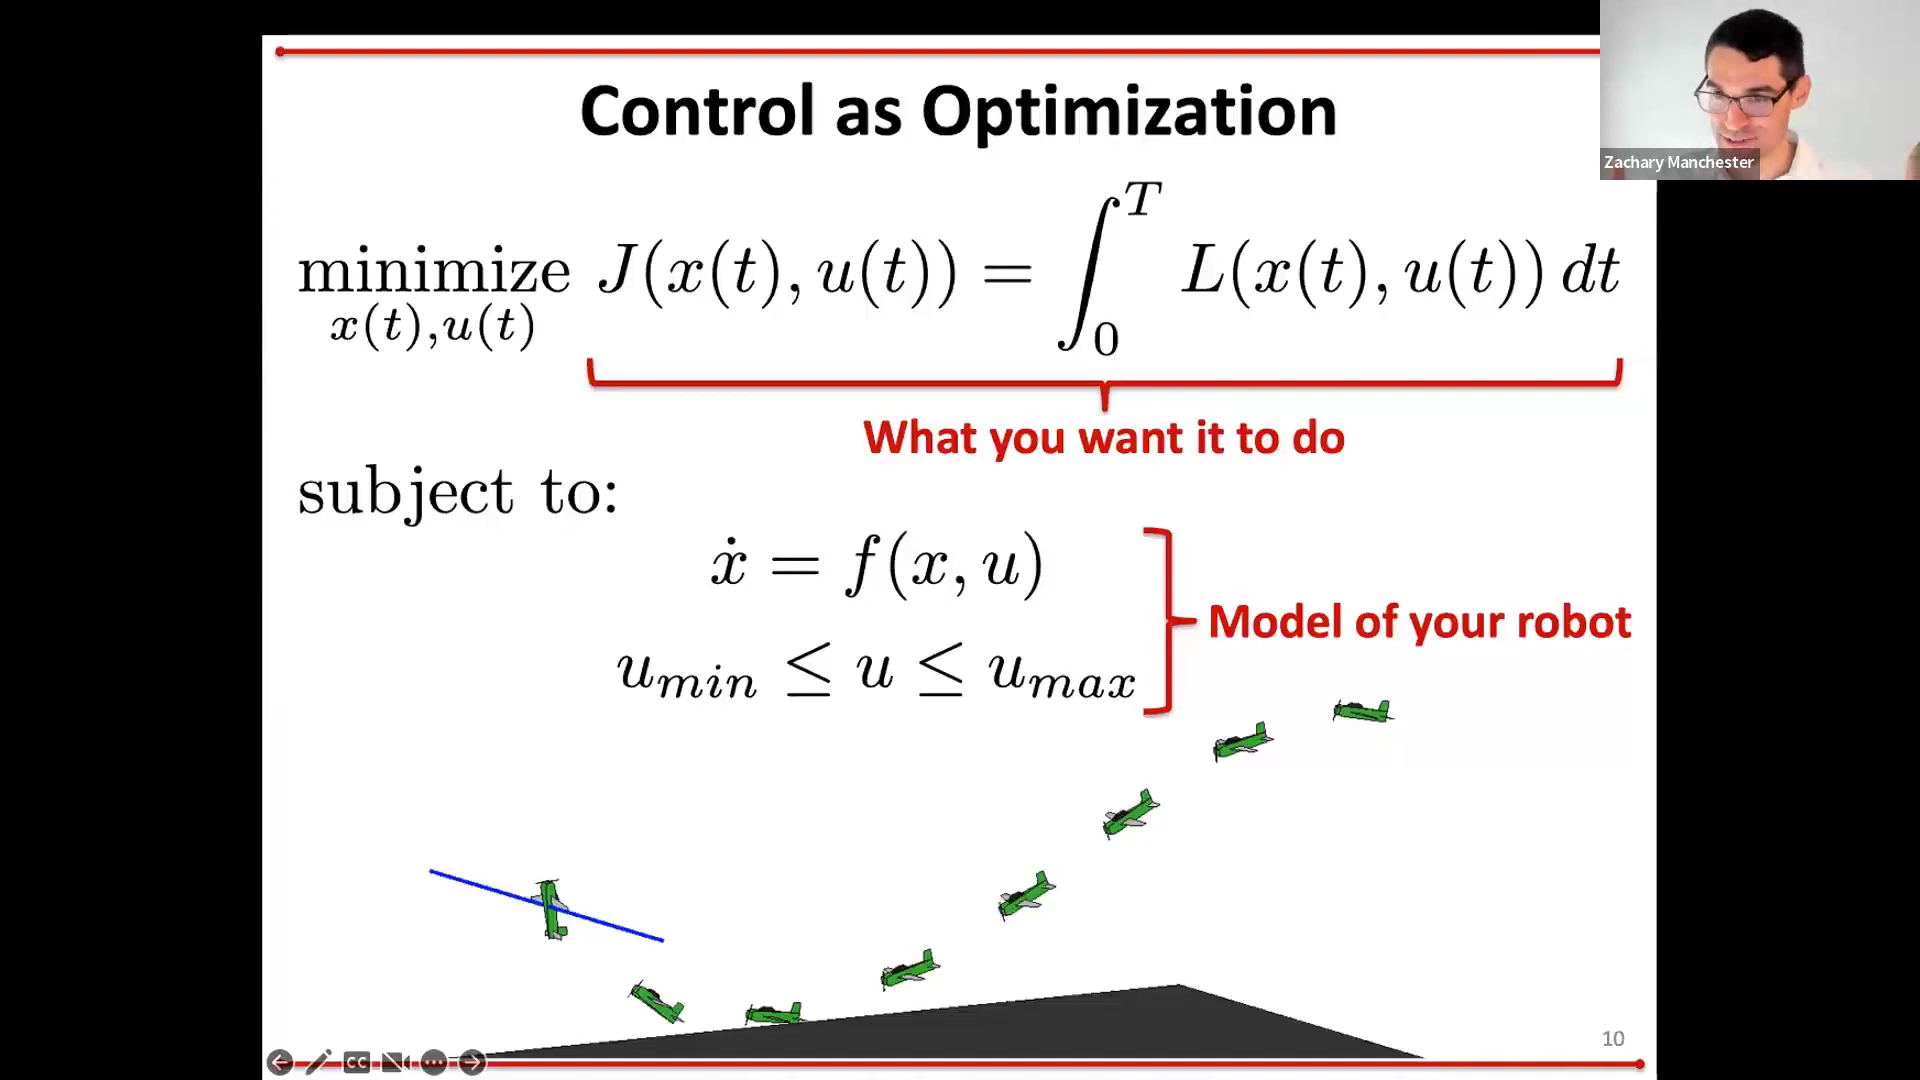 Control as Optimization
Zachary Manchester
minimize J(x(t), u(t)) = ∫₀ᵀ L(x(t), u(t)) dt
x(t),u(t)
What you want it to do
subject to:
ẋ = f(x, u)
Model of your robot
u_min ≤ u ≤ u_max
10
CC